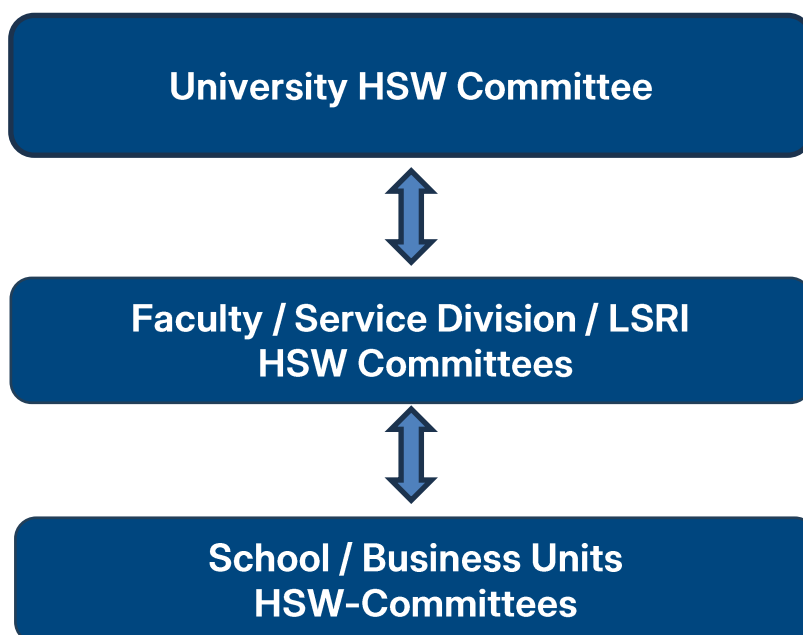 University HSW Committee
Faculty / Service Division / LSRI
HSW Committees
School / Business Units
HSW-Committees